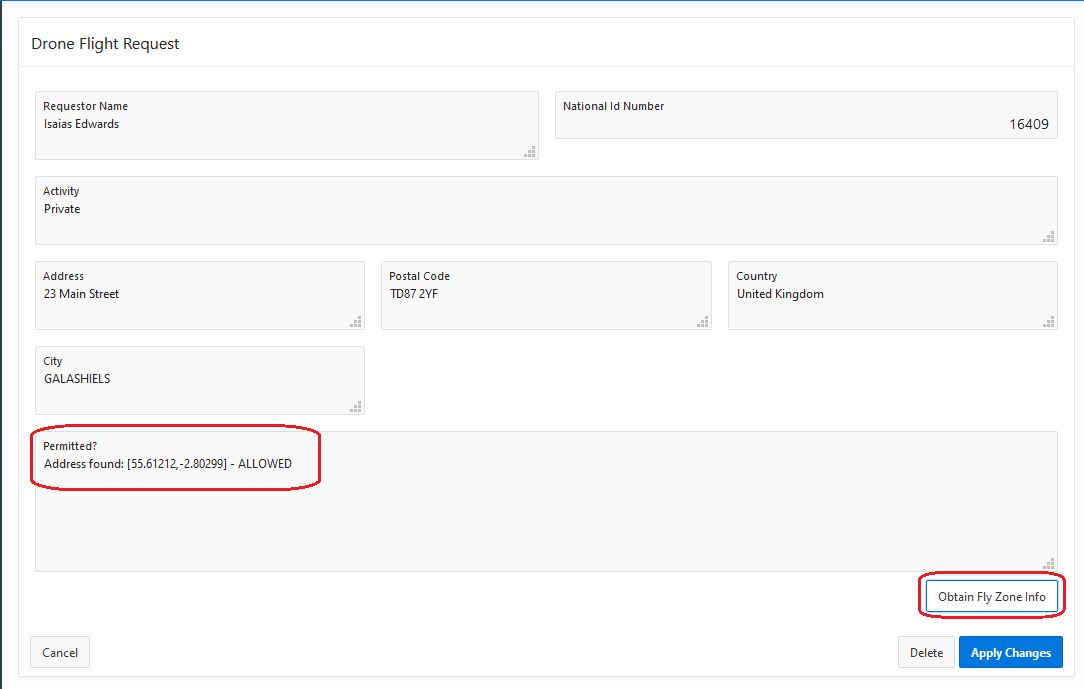 Drone Flight Request
Requestor Name
Isaias Edwards
National Id Number
16409
Activity
Private
Address
23 Main Street
Postal Code
TD87 2YF
Country
United Kingdom
City
GALASHIELS
Permitted?
Address found: [55.61212,-2.80299] - ALLOWED
Obtain Fly Zone Info
Cancel
Delete
Apply Changes